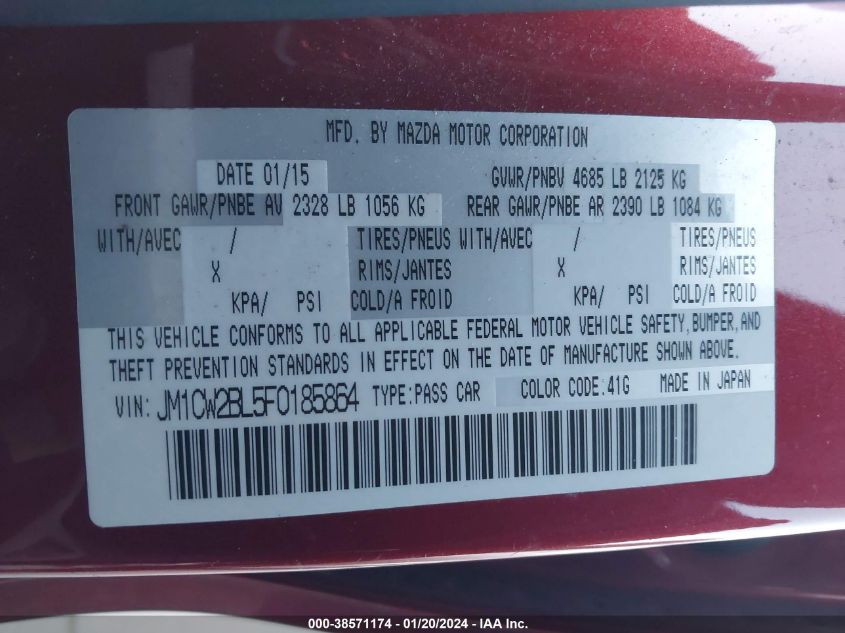 MFD. BY MAZDA MOTOR CORPORATION
DATE 01/15 GVWR/PNBV 4685 LB 2125 KG
FRONT GAWR/PNBE AV 2328 LB 1056 KG REAR GAWR/PNBE AR 2390 LB 1084 KG
WITH/AVEC / TIRES/PNEUS WITH/AVEC / TIRES/PNEUS
X RIMS/JANTES X RIMS/JANTES
KPA/ PSI COLD/A FROID KPA/ PSI COLD/A FROID
THIS VEHICLE CONFORMS TO ALL APPLICABLE FEDERAL MOTOR VEHICLE SAFETY, BUMPER, AND
THEFT PREVENTION STANDARDS IN EFFECT ON THE DATE OF MANUFACTURE SHOWN ABOVE.
VIN: JM1CW2BL5F0185864 TYPE:PASS CAR COLOR CODE:41G MADE IN JAPAN
000-38571174 - 01/20/2024 - IAA Inc.